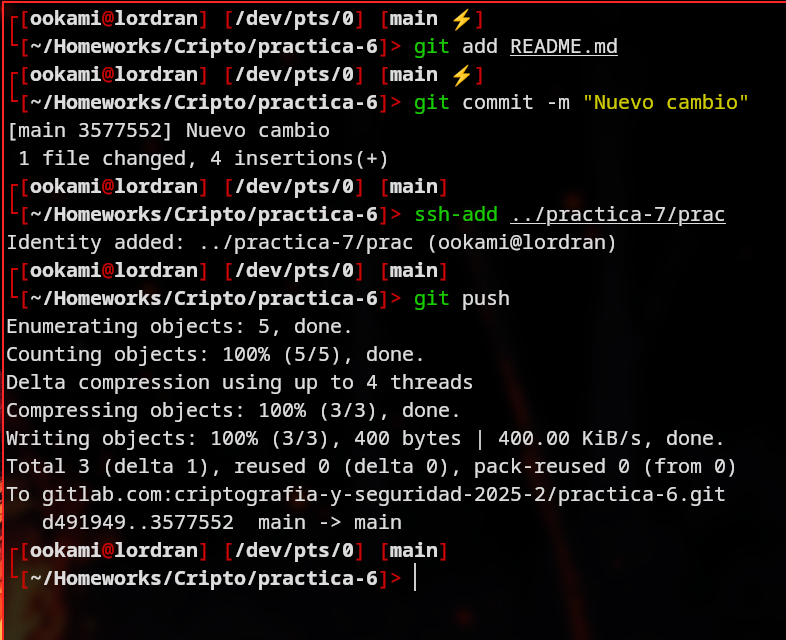 ┌[ookami@lordran] [/dev/pts/0] [main ⚡]
└[~/Homeworks/Cripto/practica-6]> git add README.md
┌[ookami@lordran] [/dev/pts/0] [main ⚡]
└[~/Homeworks/Cripto/practica-6]> git commit -m "Nuevo cambio"
[main 3577552] Nuevo cambio
 1 file changed, 4 insertions(+)
┌[ookami@lordran] [/dev/pts/0] [main]
└[~/Homeworks/Cripto/practica-6]> ssh-add ../practica-7/prac
Identity added: ../practica-7/prac (ookami@lordran)
┌[ookami@lordran] [/dev/pts/0] [main]
└[~/Homeworks/Cripto/practica-6]> git push
Enumerating objects: 5, done.
Counting objects: 100% (5/5), done.
Delta compression using up to 4 threads
Compressing objects: 100% (3/3), done.
Writing objects: 100% (3/3), 400 bytes | 400.00 KiB/s, done.
Total 3 (delta 1), reused 0 (delta 0), pack-reused 0 (from 0)
To gitlab.com:criptografia-y-seguridad-2025-2/practica-6.git
   d491949..3577552  main -> main
┌[ookami@lordran] [/dev/pts/0] [main]
└[~/Homeworks/Cripto/practica-6]>